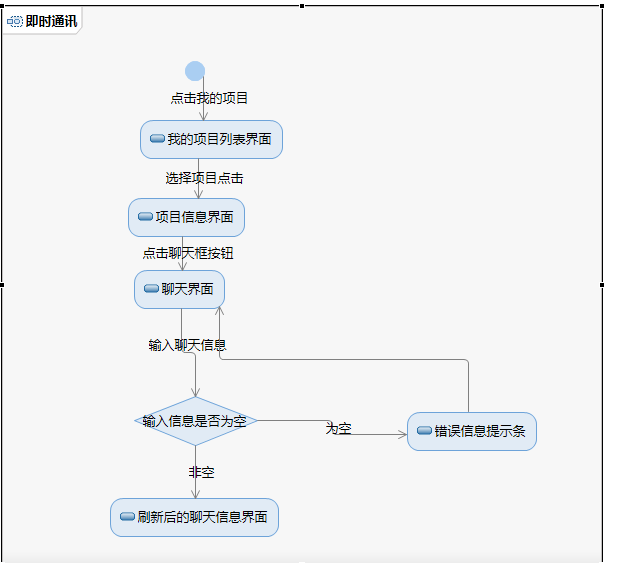 即时通讯
点击我的项目
我的项目列表界面
选择项目点击
项目信息界面
点击聊天框按钮
聊天界面
输入聊天信息
输入信息是否为空
为空
错误信息提示条
非空
刷新后的聊天信息界面